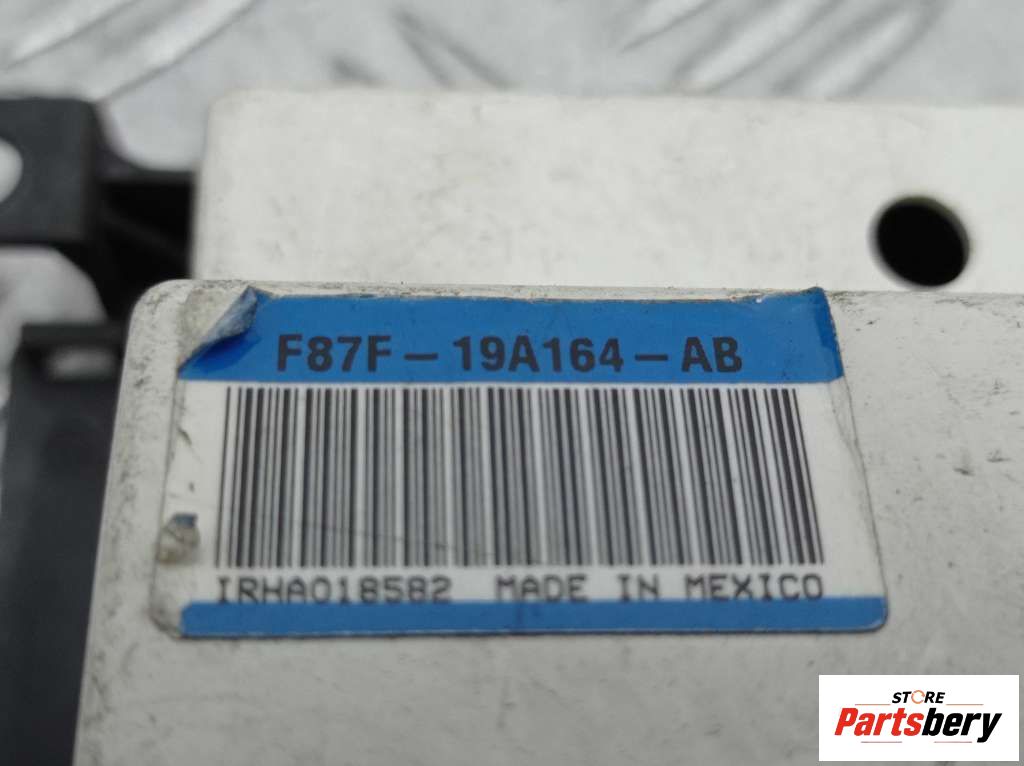 F87F-19A164-AB
IRHA018582 MADE IN MEXICO
STORE
Partsbery